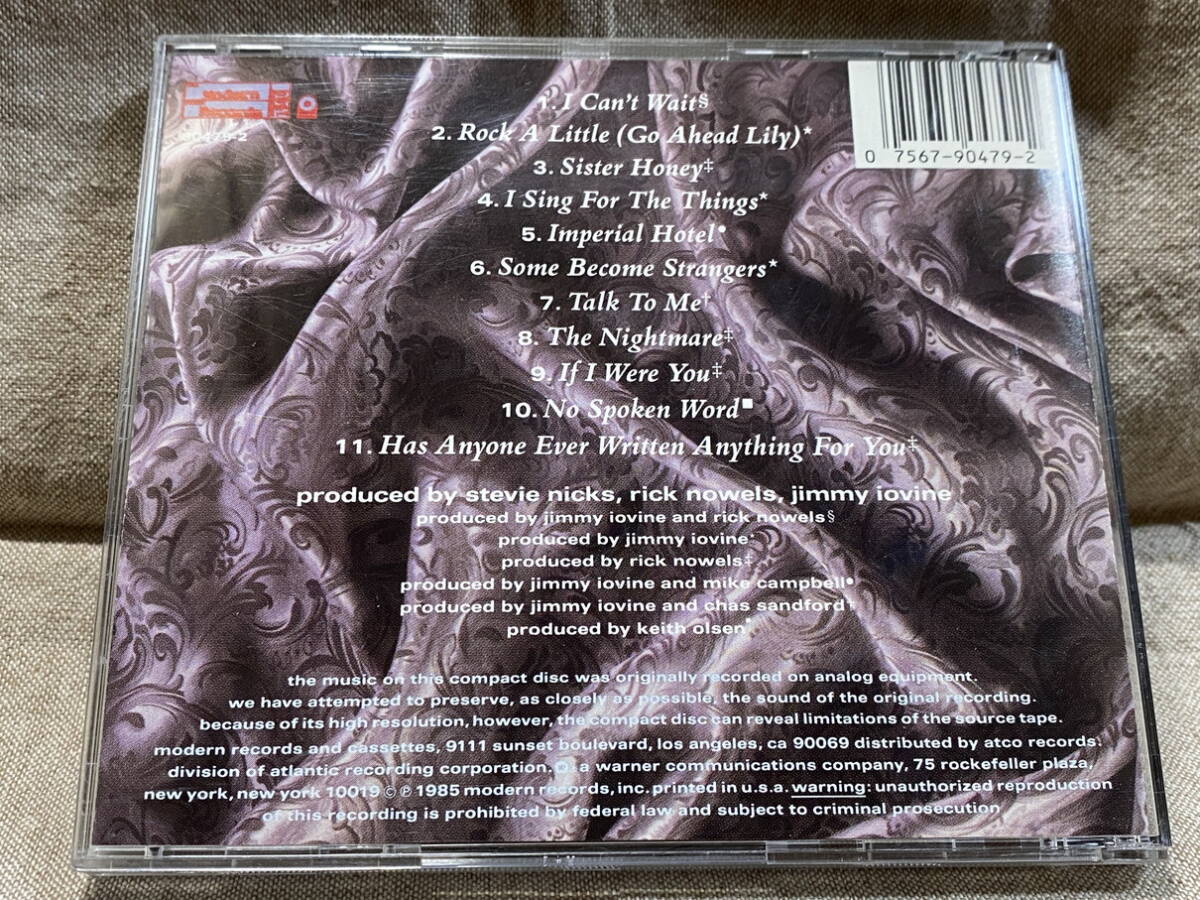 Modern Records
90479-2
0 7567-90479-2
1. I Can't Wait§
2. Rock A Little (Go Ahead Lily)*
3. Sister Honey‡
4. I Sing For The Things*
5. Imperial Hotel•
6. Some Become Strangers*
7. Talk To Me†
8. The Nightmare‡
9. If I Were You‡
10. No Spoken Word■
11. Has Anyone Ever Written Anything For You‡
produced by stevie nicks, rick nowels, jimmy iovine
produced by jimmy iovine and rick nowels§
produced by jimmy iovine*
produced by rick nowels‡
produced by jimmy iovine and mike campbell•
produced by jimmy iovine and chas sandford†
produced by keith olsen■
the music on this compact disc was originally recorded on analog equipment.
we have attempted to preserve, as closely as possible, the sound of the original recording.
because of its high resolution, however, the compact disc can reveal limitations of the source tape.
modern records and cassettes, 9111 sunset boulevard, los angeles, ca 90069 distributed by atco records.
division of atlantic recording corporation. a warner communications company, 75 rockefeller plaza,
new york, new york 10019 © ℗ 1985 modern records, inc. printed in u.s.a. warning: unauthorized reproduction
of this recording is prohibited by federal law and subject to criminal prosecution